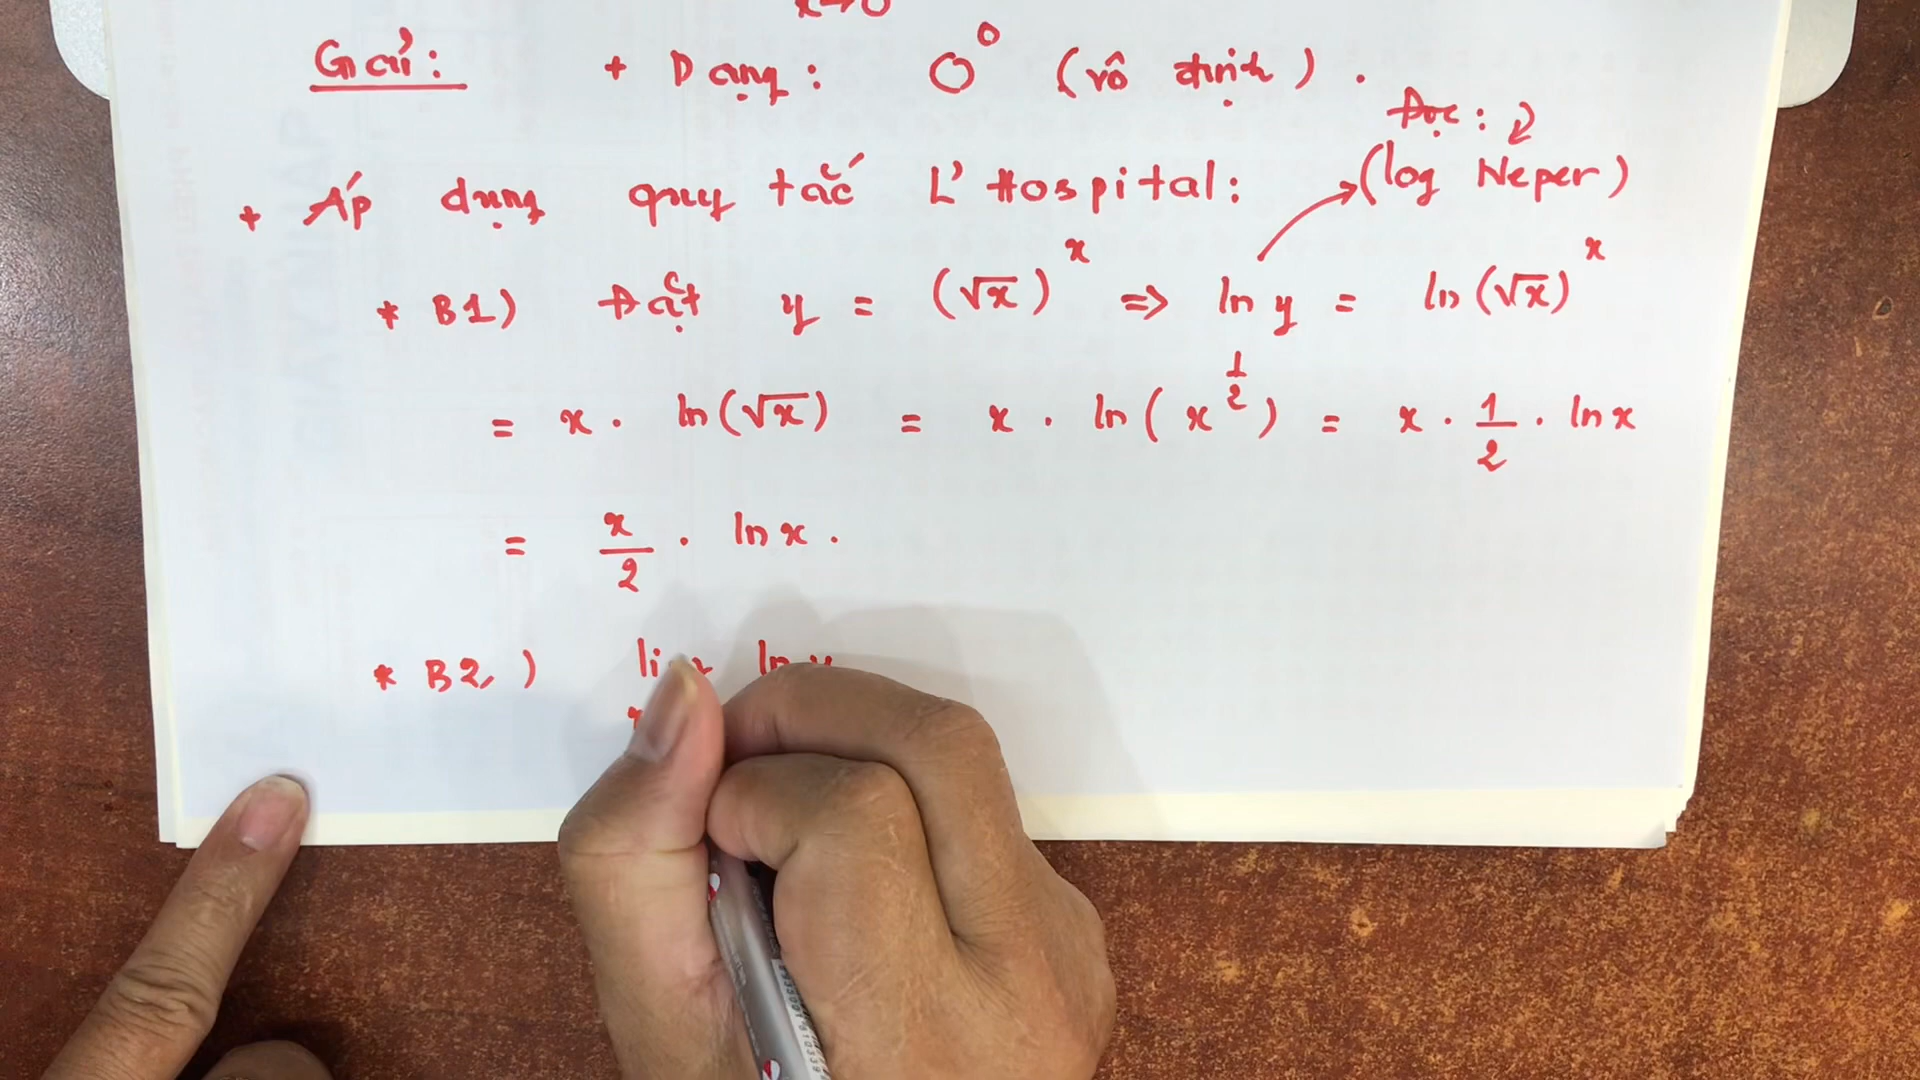 x→0
Giải: + Dạng: 0⁰ (vô định).
Đọc:
+ Áp dụng quy tắc L'Hospital: (log Neper)
* B1) Đặt y = (√x)ˣ => ln y = ln(√x)ˣ
= x . ln(√x) = x . ln(x^(1/2)) = x . 1/2 . ln x
= x/2 . ln x .
* B2)